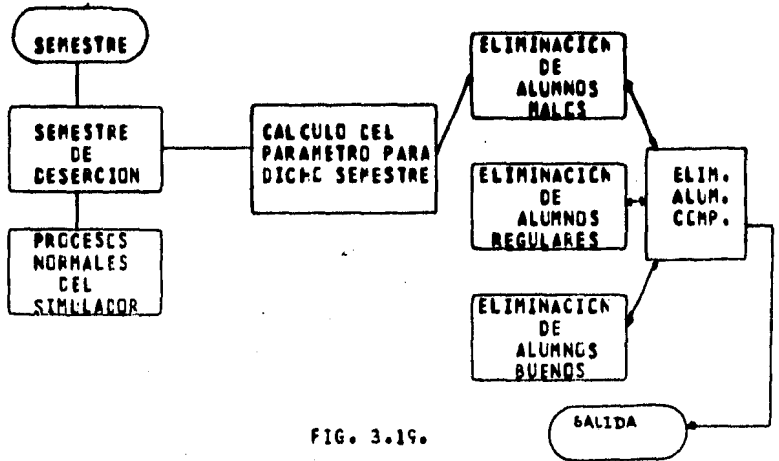 SEMESTRE
SEMESTRE
DE
DESERCION
PROCESOS
NORMALES
DEL
SIMULADOR
CALCULO DEL
PARAMETRO PARA
DICHO SEMESTRE
ELIMINACION
DE
ALUMNOS
MALOS
ELIMINACION
DE
ALUMNOS
REGULARES
ELIMINACION
DE
ALUMNOS
BUENOS
ELIM.
ALUM.
COMP.
SALIDA
FIG. 3.19.